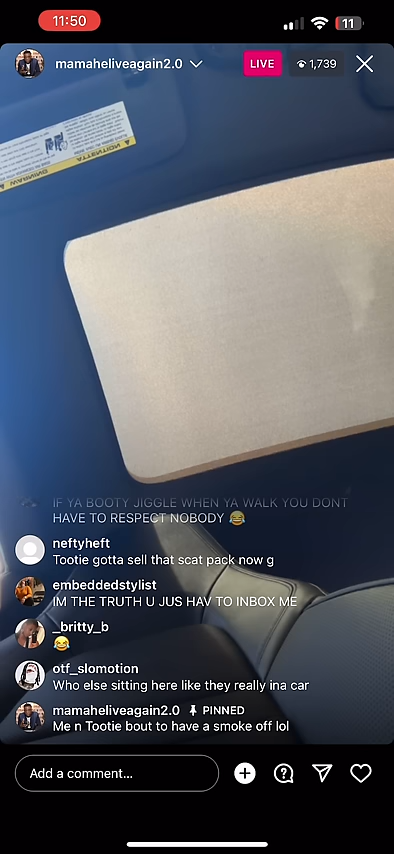 11:50
11
mamaheliveagain2.0
LIVE
1,739
WARNING
ATTENTION
IF YA BOOTY JIGGLE WHEN YA WALK YOU DONT
HAVE TO RESPECT NOBODY 😂
neftyheft
Tootie gotta sell that scat pack now g
embeddedstylist
IM THE TRUTH U JUS HAV TO INBOX ME
_britty_b
😂
otf_slomotion
Who else sitting here like they really ina car
mamaheliveagain2.0 PINNED
Me n Tootie bout to have a smoke off lol
Add a comment...